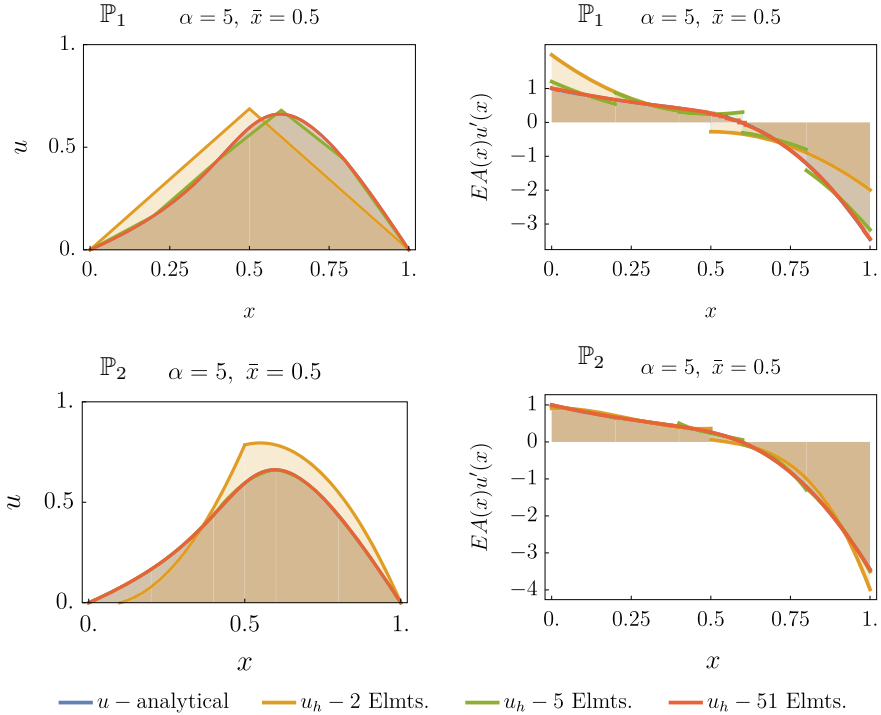 ℙ₁ α = 5, x̄ = 0.5
1.
0.5
0.
u
0. 0.25 0.5 0.75 1.
x
ℙ₁ α = 5, x̄ = 0.5
1
0
−1
−2
−3
EA(x)u′(x)
0. 0.25 0.5 0.75 1.
x
ℙ₂ α = 5, x̄ = 0.5
1.
0.5
0.
u
0. 0.5 1.
x
ℙ₂ α = 5, x̄ = 0.5
1
0
−1
−2
−3
−4
EA(x)u′(x)
0. 0.25 0.5 0.75 1.
x
u − analytical uₕ − 2 Elmts. uₕ − 5 Elmts. uₕ − 51 Elmts.